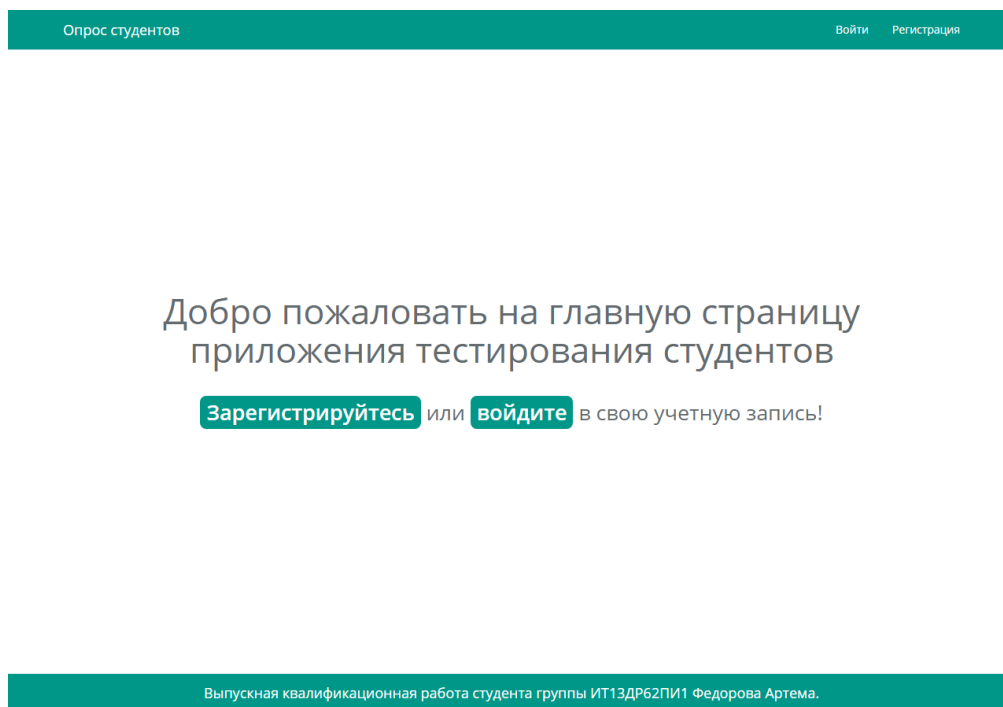 Опрос студентов
Войти Регистрация
Добро пожаловать на главную страницу
приложения тестирования студентов
Зарегистрируйтесь или войдите в свою учетную запись!
Выпускная квалификационная работа студента группы ИТ13ДР62ПИ1 Федорова Артема.